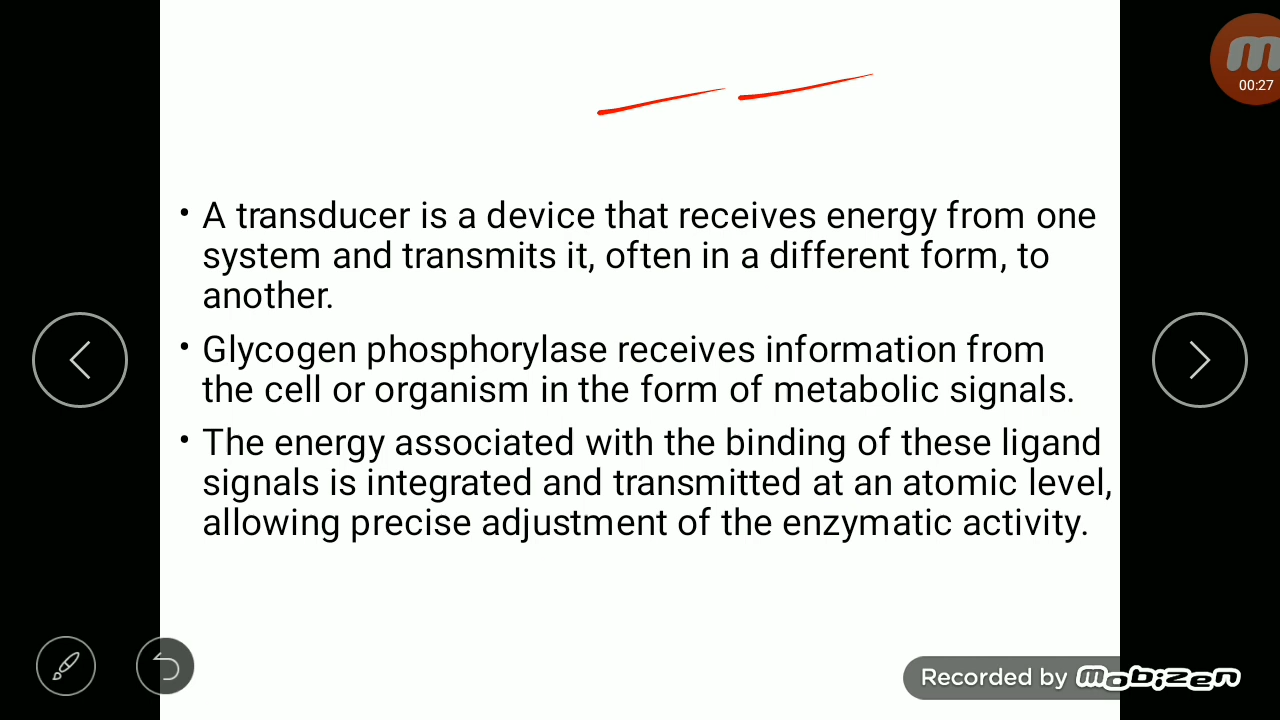 00:27
• A transducer is a device that receives energy from one
system and transmits it, often in a different form, to
another.
• Glycogen phosphorylase receives information from
the cell or organism in the form of metabolic signals.
• The energy associated with the binding of these ligand
signals is integrated and transmitted at an atomic level,
allowing precise adjustment of the enzymatic activity.
Recorded by mobizen